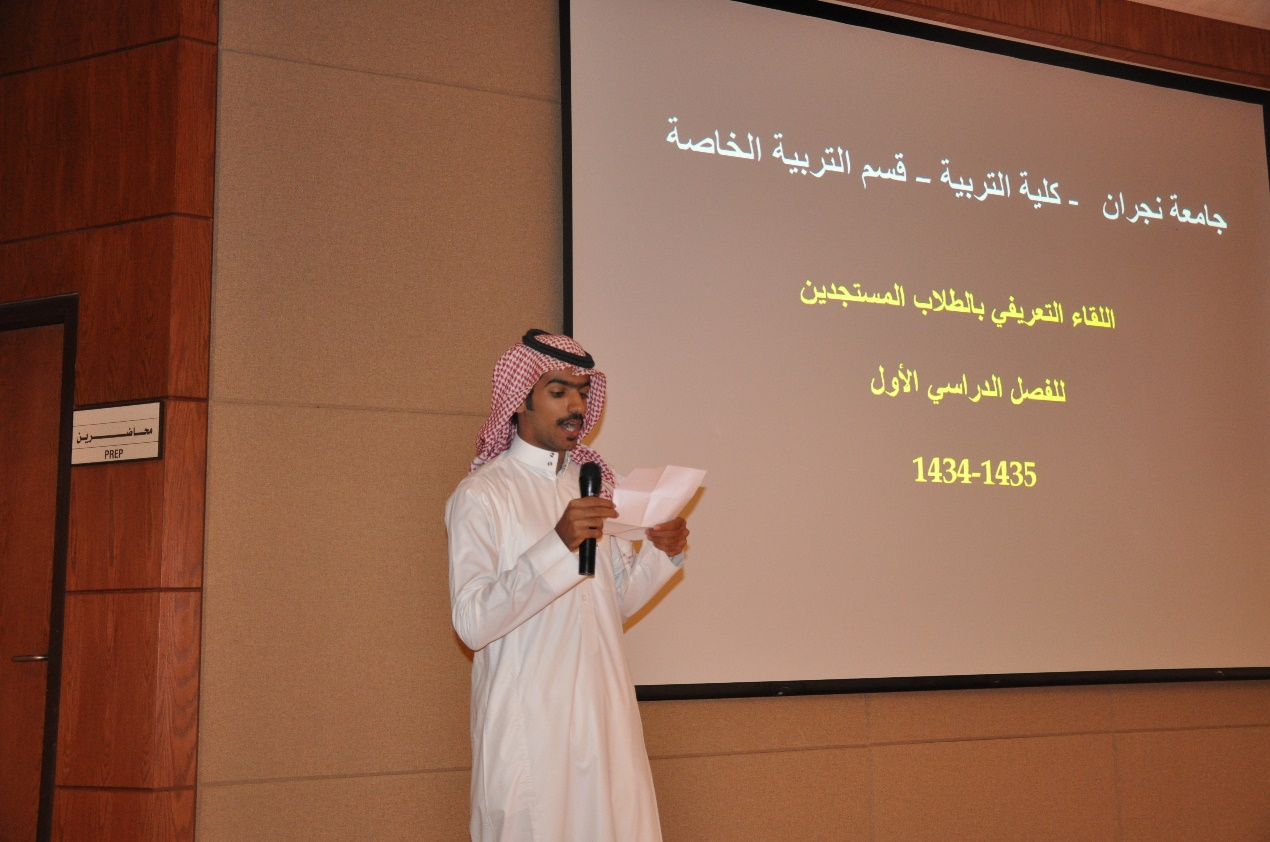 جامعة نجران - كلية التربية – قسم التربية الخاصة
اللقاء التعريفي بالطلاب المستجدين
للفصل الدراسي الأول
1434-1435
محاضرين
PREP